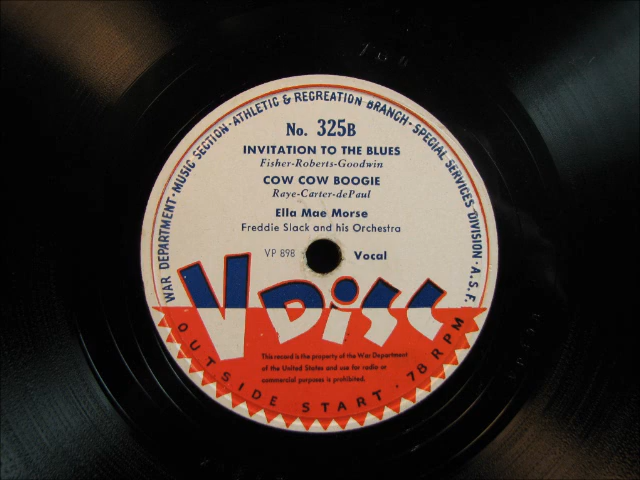 WAR DEPARTMENT·MUSIC SECTION·ATHLETIC & RECREATION BRANCH·SPECIAL SERVICES DIVISION·A.S.F.
No. 325B
INVITATION TO THE BLUES
Fisher-Roberts-Goodwin
COW COW BOOGIE
Raye-Carter-dePaul
Ella Mae Morse
Freddie Slack and his Orchestra
VP 898 Vocal
V DISC
This record is the property of the War Department
of the United States and use for radio or
commercial purposes is prohibited.
OUTSIDE START · 78 RPM